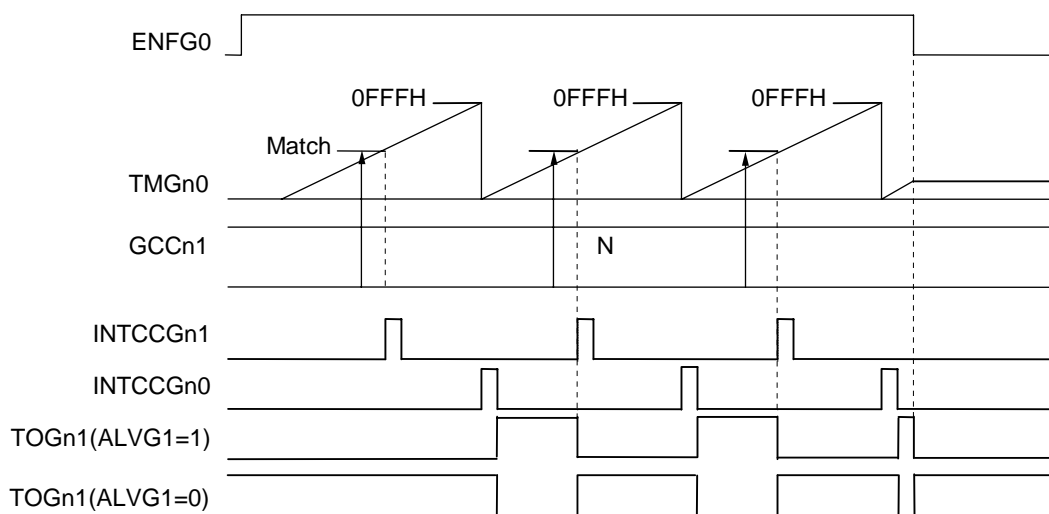 ENFG0
0FFFH 0FFFH 0FFFH
Match
TMGn0
GCCn1 N
INTCCGn1
INTCCGn0
TOGn1(ALVG1=1)
TOGn1(ALVG1=0)